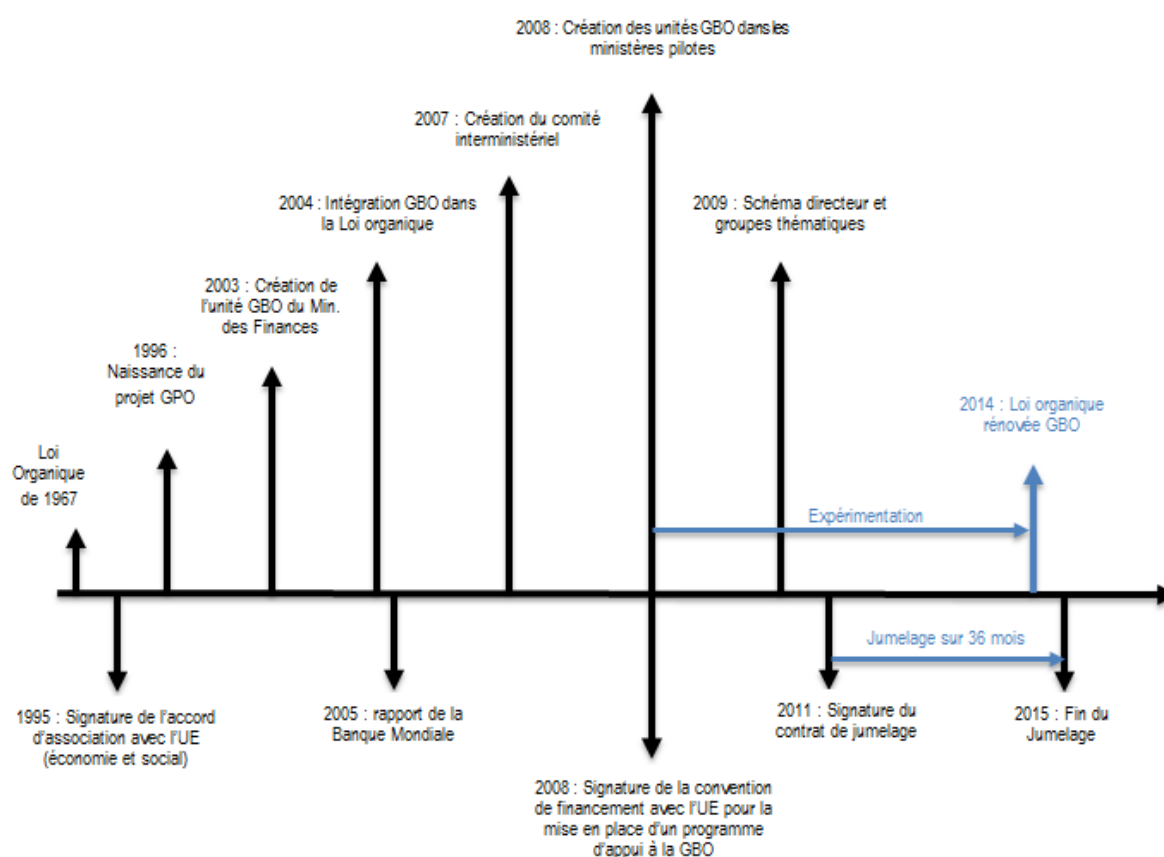 2008 : Création des unités GBO dans les
ministères pilotes
2007 : Création du comité
interministériel
2004 : Intégration GBO dans
la Loi organique
2009 : Schéma directeur et
groupes thématiques
2003 : Création de
l'unité GBO du Min.
des Finances
1996 :
Naissance du
projet GPO
2014 : Loi organique
rénovée GBO
Loi
Organique
de 1967
Expérimentation
Jumelage sur 36 mois
1995 : Signature de l'accord
d'association avec l'UE
(économie et social)
2005 : rapport de la
Banque Mondiale
2011 : Signature du
contrat de jumelage
2015 : Fin du
Jumelage
2008 : Signature de la convention
de financement avec l'UE pour la
mise en place d'un programme
d'appui à la GBO